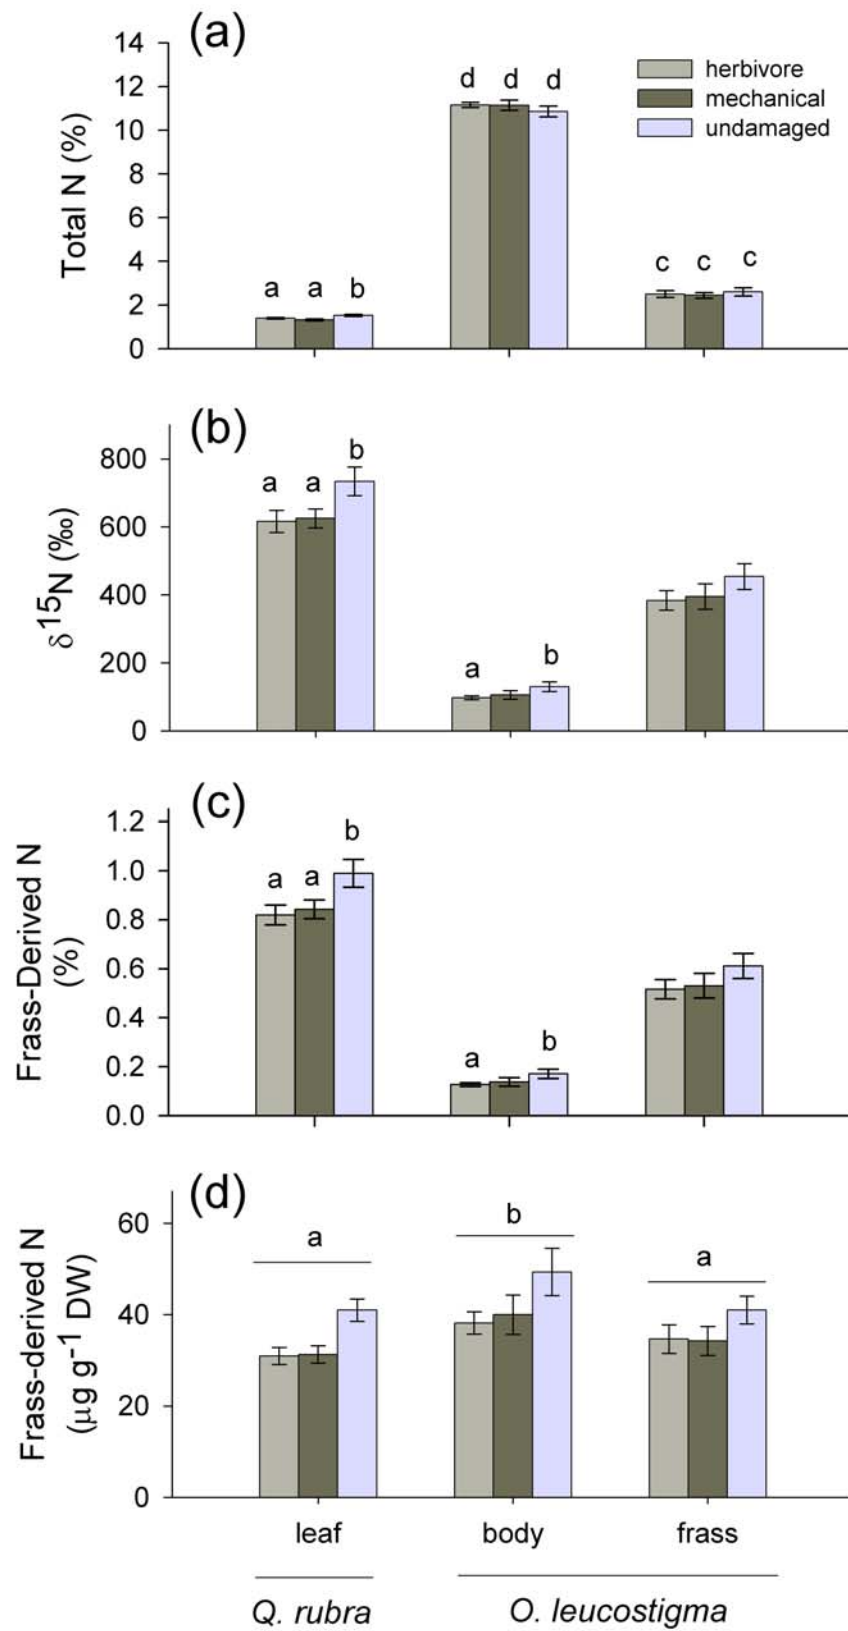 (a)
Total N (%)
14
12
10
8
6
4
2
0
herbivore
mechanical
undamaged
a a b
d d d
c c c
(b)
δ15N (‰)
800
600
400
200
0
a a b
a b
(c)
Frass-Derived N
(%)
1.2
1.0
0.8
0.6
0.4
0.2
0.0
a a b
a b
(d)
Frass-derived N
(μg g-1 DW)
60
40
20
0
a
b
a
leaf body frass
Q. rubra O. leucostigma